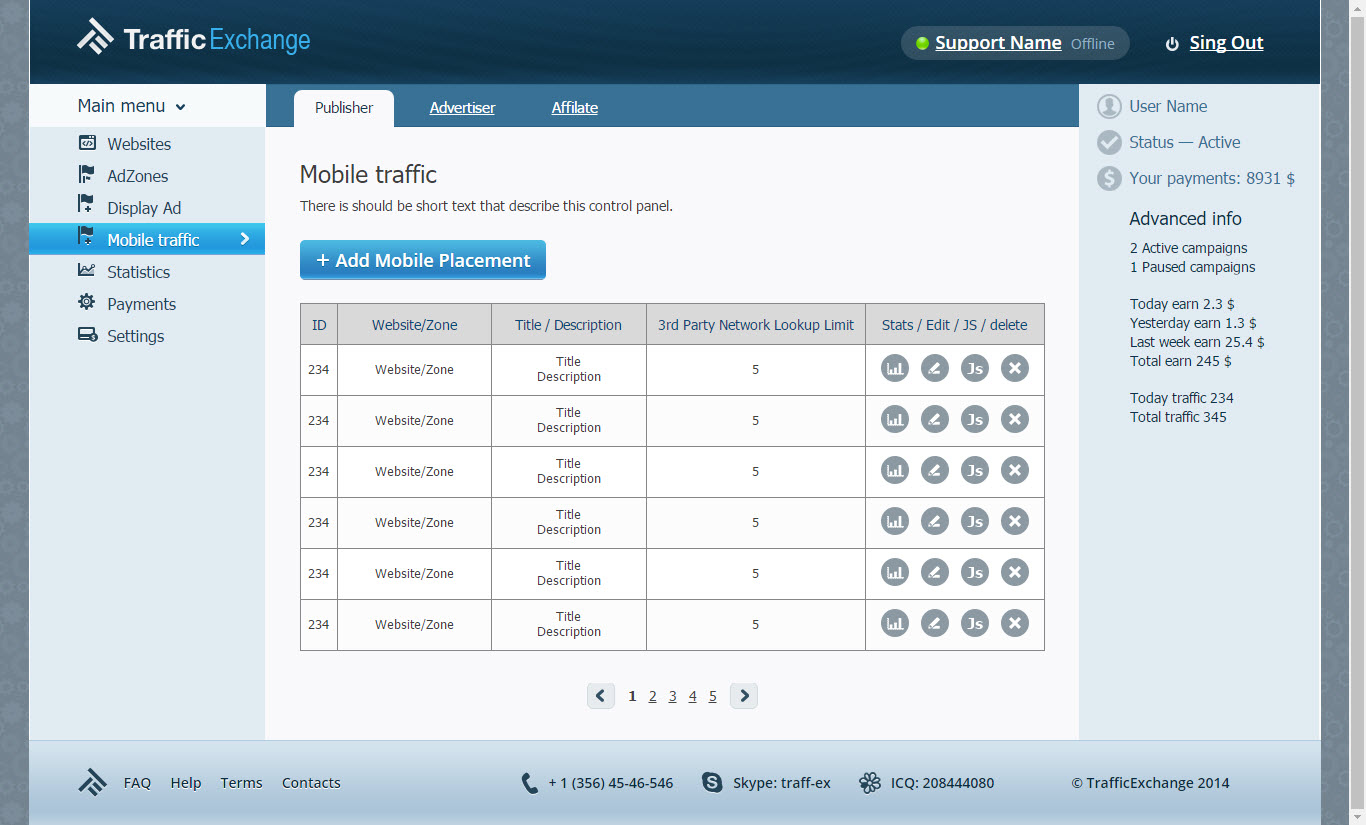 TrafficExchange
Support Name Offline
Sing Out
Main menu
Websites
AdZones
Display Ad
Mobile traffic
Statistics
Payments
Settings
Publisher Advertiser Affilate
Mobile traffic
There is should be short text that describe this control panel.
+ Add Mobile Placement
ID Website/Zone Title / Description 3rd Party Network Lookup Limit Stats / Edit / JS / delete
234 Website/Zone Title
Description 5 Js
234 Website/Zone Title
Description 5 Js
234 Website/Zone Title
Description 5 Js
234 Website/Zone Title
Description 5 Js
234 Website/Zone Title
Description 5 Js
234 Website/Zone Title
Description 5 Js
1 2 3 4 5
User Name
Status — Active
Your payments: 8931 $
Advanced info
2 Active campaigns
1 Paused campaigns
Today earn 2.3 $
Yesterday earn 1.3 $
Last week earn 25.4 $
Total earn 245 $
Today traffic 234
Total traffic 345
FAQ Help Terms Contacts + 1 (356) 45-46-546 Skype: traff-ex ICQ: 208444080 © TrafficExchange 2014